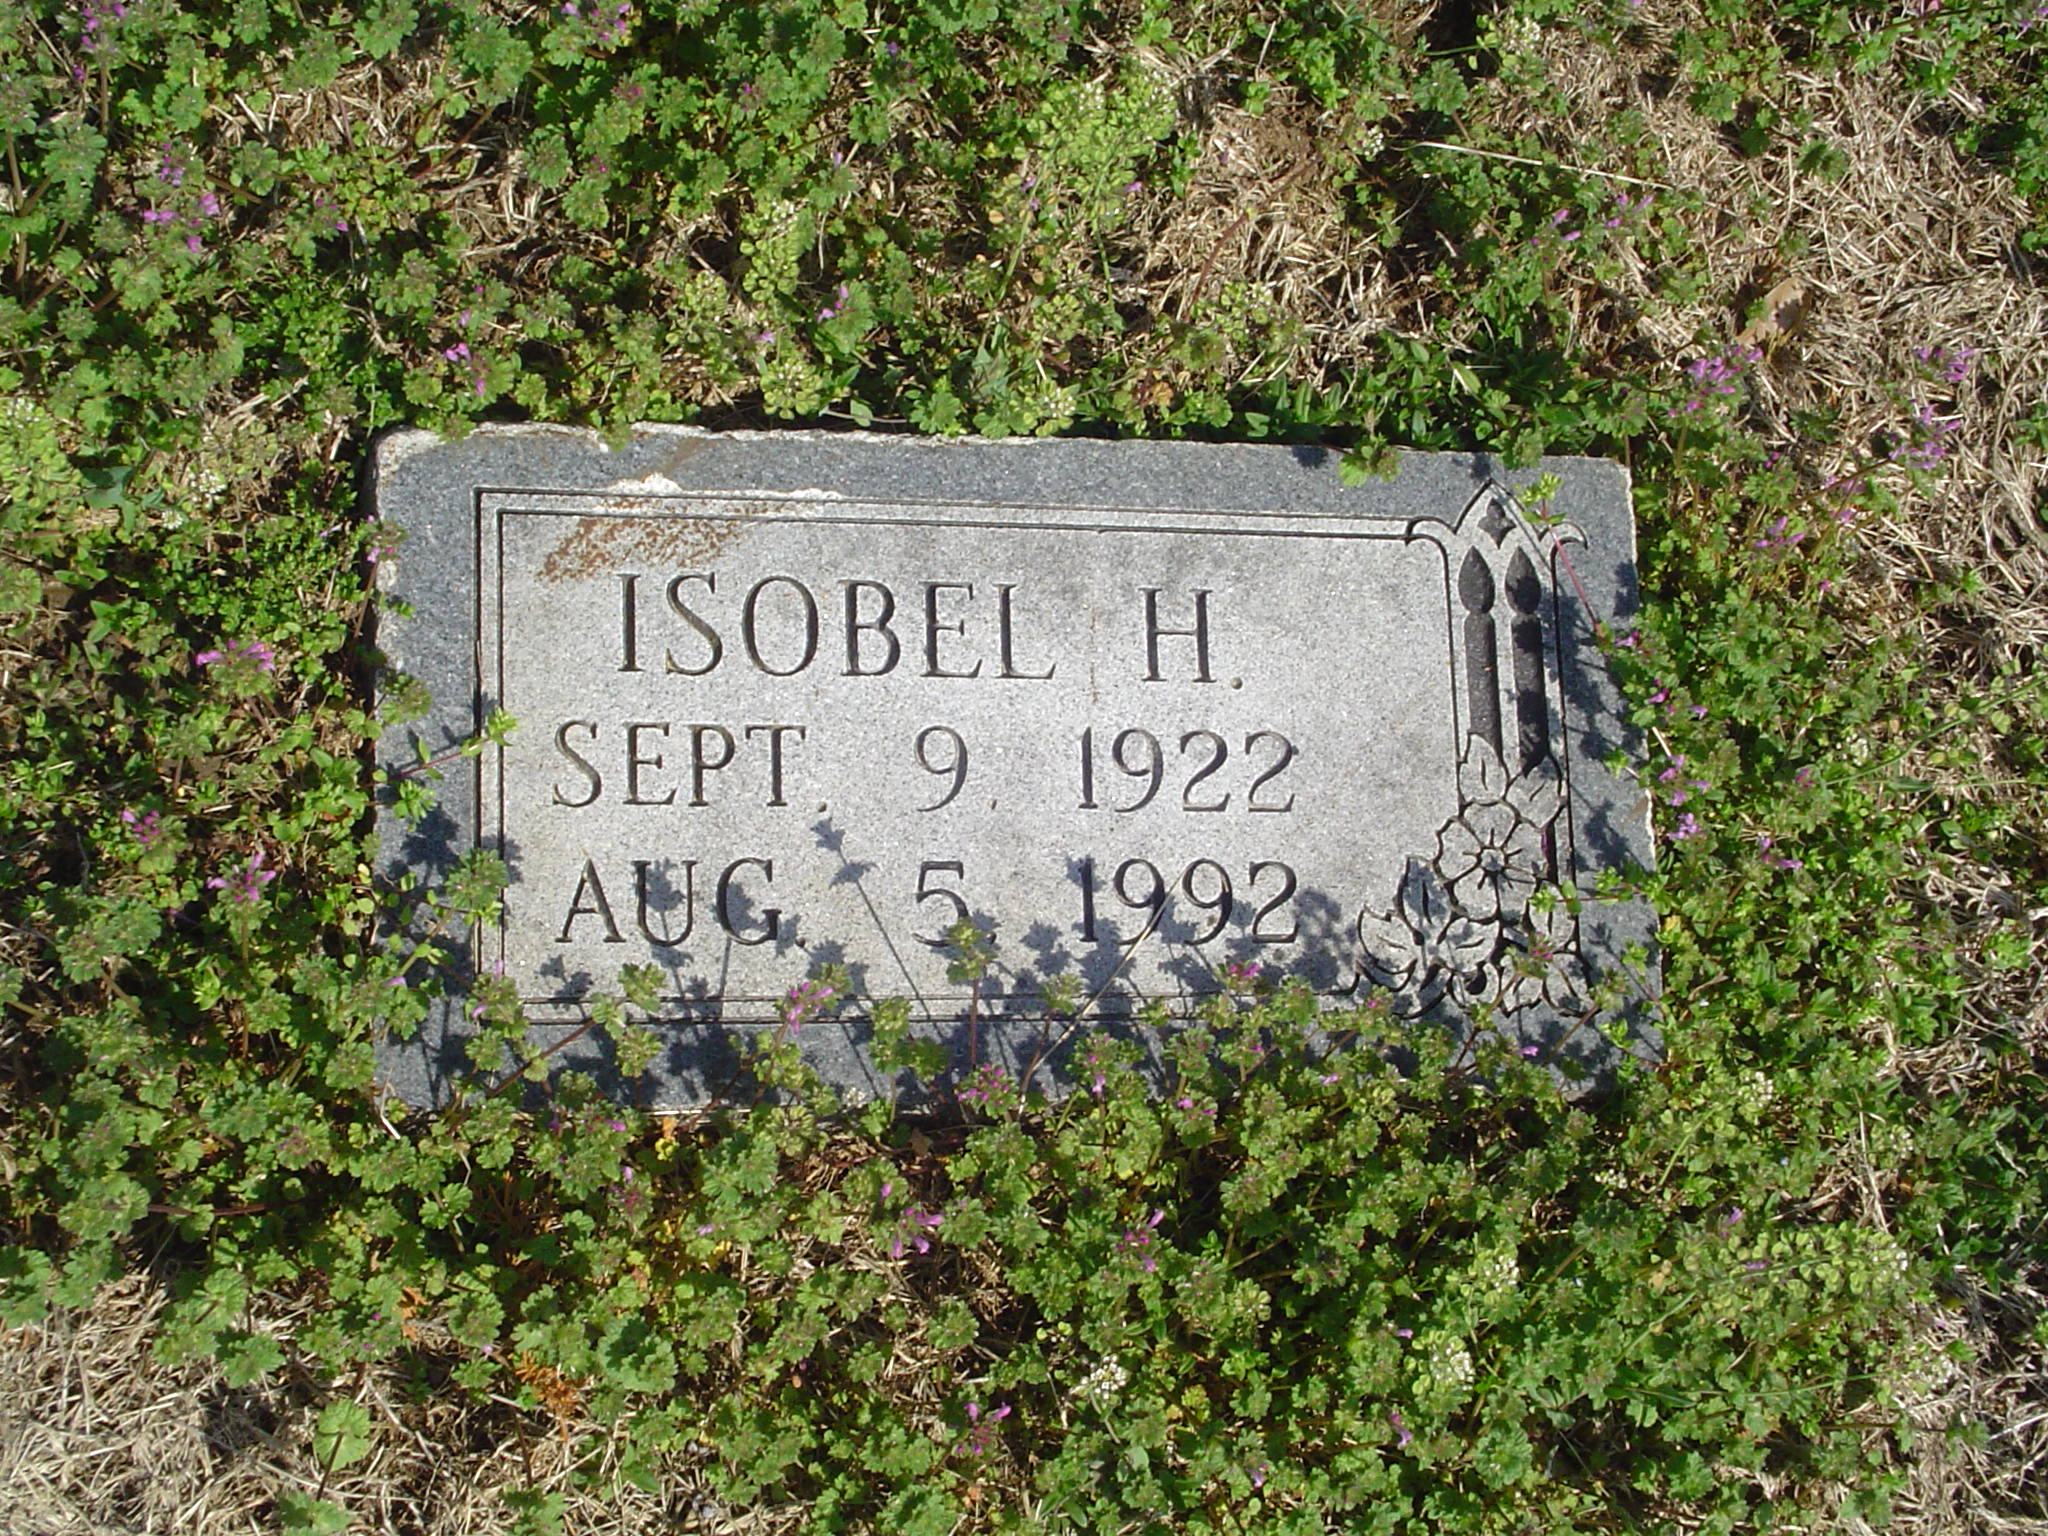 ISOBEL H.
SEPT. 9, 1922
AUG. 5, 1992